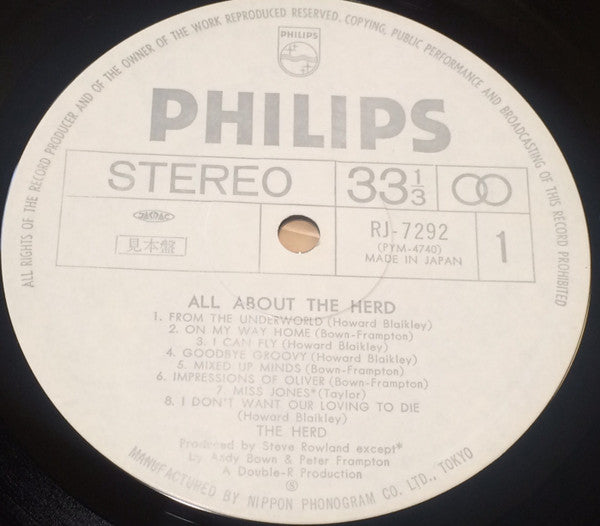 ALL RIGHTS OF THE RECORD PRODUCER AND OF THE OWNER OF THE WORK REPRODUCED RESERVED. COPYING, PUBLIC PERFORMANCE AND BROADCASTING OF THIS RECORD PROHIBITED
PHILIPS
PHILIPS
STEREO
33 1/3
JASRAC
見本盤
RJ-7292
(PYM-4740)
MADE IN JAPAN
1
ALL ABOUT THE HERD
1. FROM THE UNDERWORLD (Howard Blaikley)
2. ON MY WAY HOME (Bown-Frampton)
3. I CAN FLY (Howard Blaikley)
4. GOODBYE GROOVY (Howard Blaikley)
5. MIXED UP MINDS (Bown-Frampton)
6. IMPRESSIONS OF OLIVER (Bown-Frampton)
7. MISS JONES* (Taylor)
8. I DON'T WANT OUR LOVING TO DIE
(Howard Blaikley)
THE HERD
Produced by Steve Rowland except*
by Andy Bown & Peter Frampton
A Double-R Production
Ⓢ
MANUFACTURED BY NIPPON PHONOGRAM CO. LTD., TOKYO